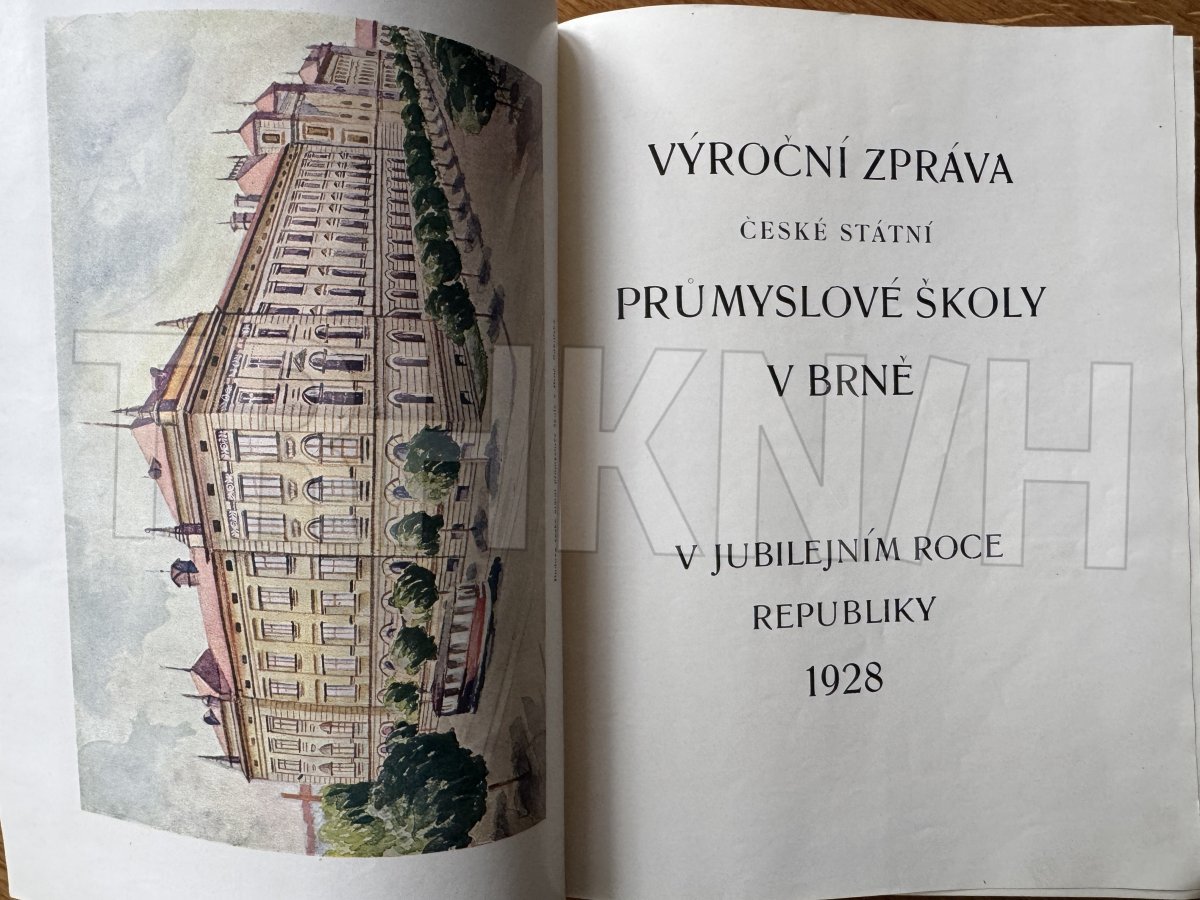 VÝROČNÍ ZPRÁVA
ČESKÉ STÁTNÍ
PRŮMYSLOVÉ ŠKOLY
V BRNĚ
V JUBILEJNÍM ROCE
REPUBLIKY
1928